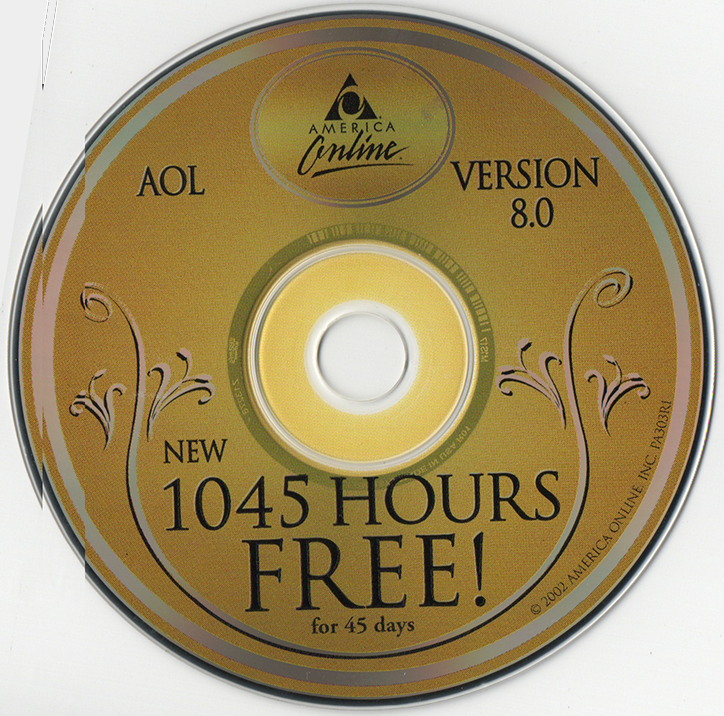 AMERICA
Online
AOL
VERSION
8.0
NEW
1045 HOURS
FREE!
for 45 days
© 2002 AMERICA ONLINE, INC. PA303R1